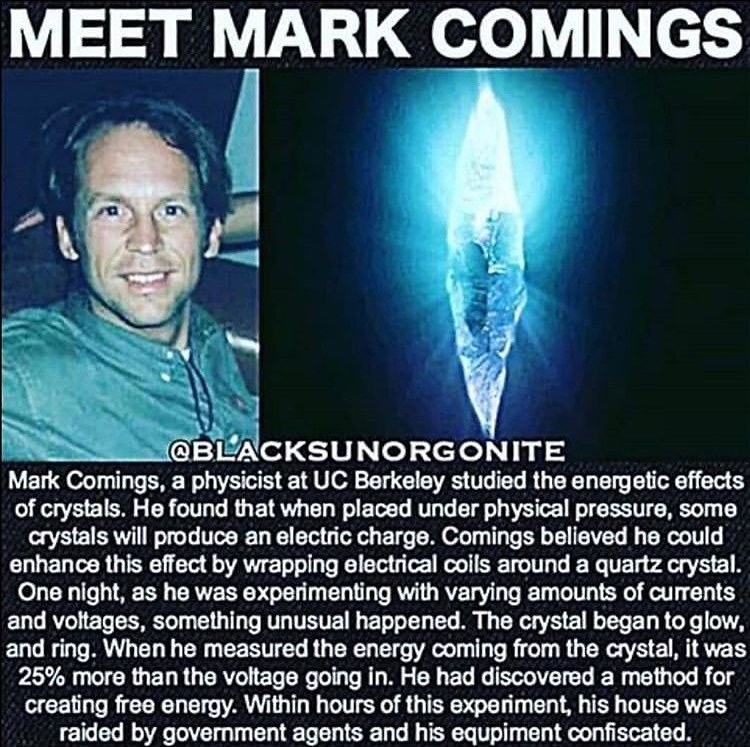 MEET MARK COMINGS
@BLACKSUNORGONITE
Mark Comings, a physicist at UC Berkeley studied the energetic effects
of crystals. He found that when placed under physical pressure, some
crystals will produce an electric charge. Comings believed he could
enhance this effect by wrapping electrical coils around a quartz crystal.
One night, as he was experimenting with varying amounts of currents
and voltages, something unusual happened. The crystal began to glow,
and ring. When he measured the energy coming from the crystal, it was
25% more than the voltage going in. He had discovered a method for
creating free energy. Within hours of this experiment, his house was
raided by government agents and his equpiment confiscated.